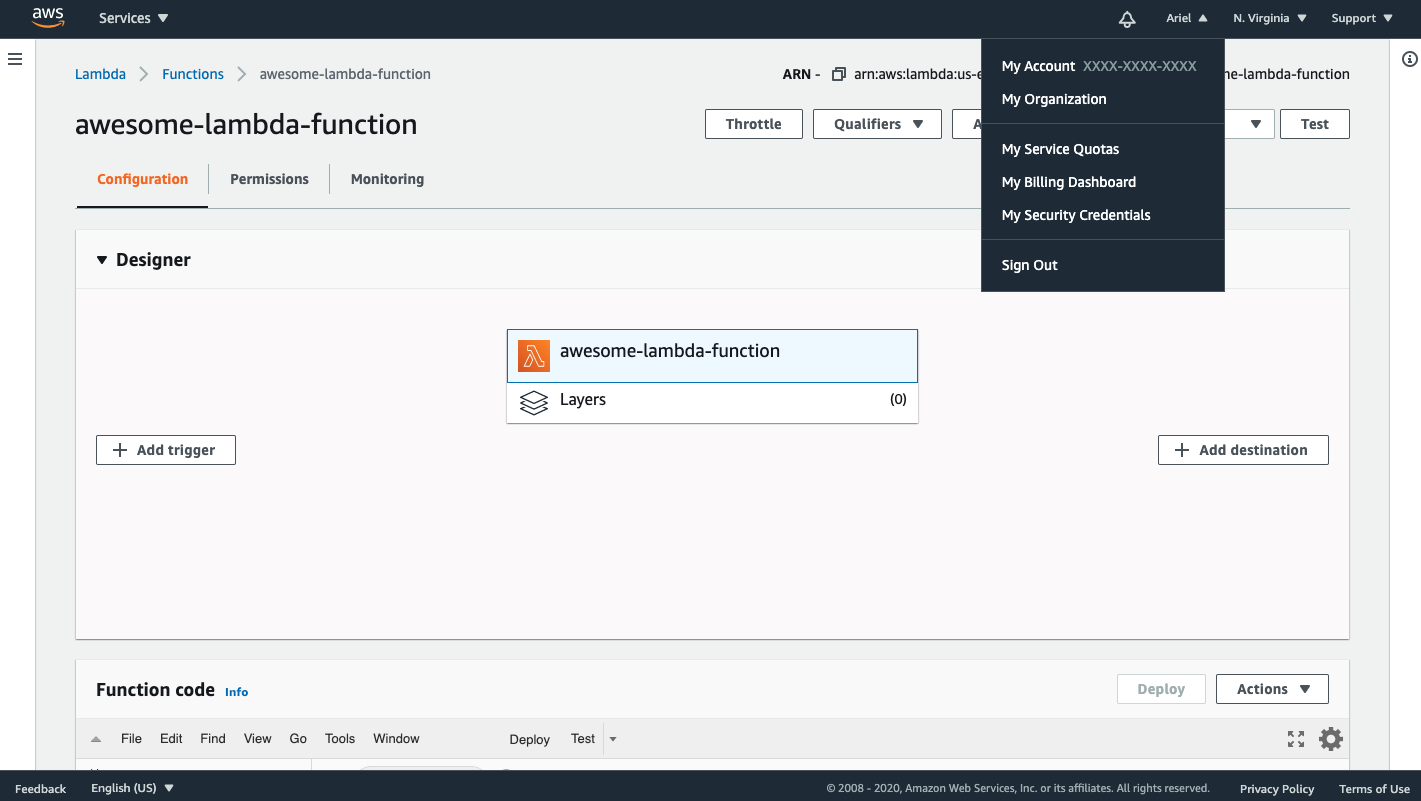 aws Services Ariel N. Virginia Support
Lambda Functions awesome-lambda-function ARN - arn:aws:lambda:us-e ne-lambda-function
My Account XXXX-XXXX-XXXX
My Organization
awesome-lambda-function Throttle Qualifiers A Test
My Service Quotas
Configuration Permissions Monitoring
My Billing Dashboard
My Security Credentials
Designer
Sign Out
awesome-lambda-function
Layers (0)
+ Add trigger + Add destination
Function code Info Deploy Actions
File Edit Find View Go Tools Window Deploy Test
Feedback English (US) © 2008 - 2020, Amazon Web Services, Inc. or its affiliates. All rights reserved. Privacy Policy Terms of Use